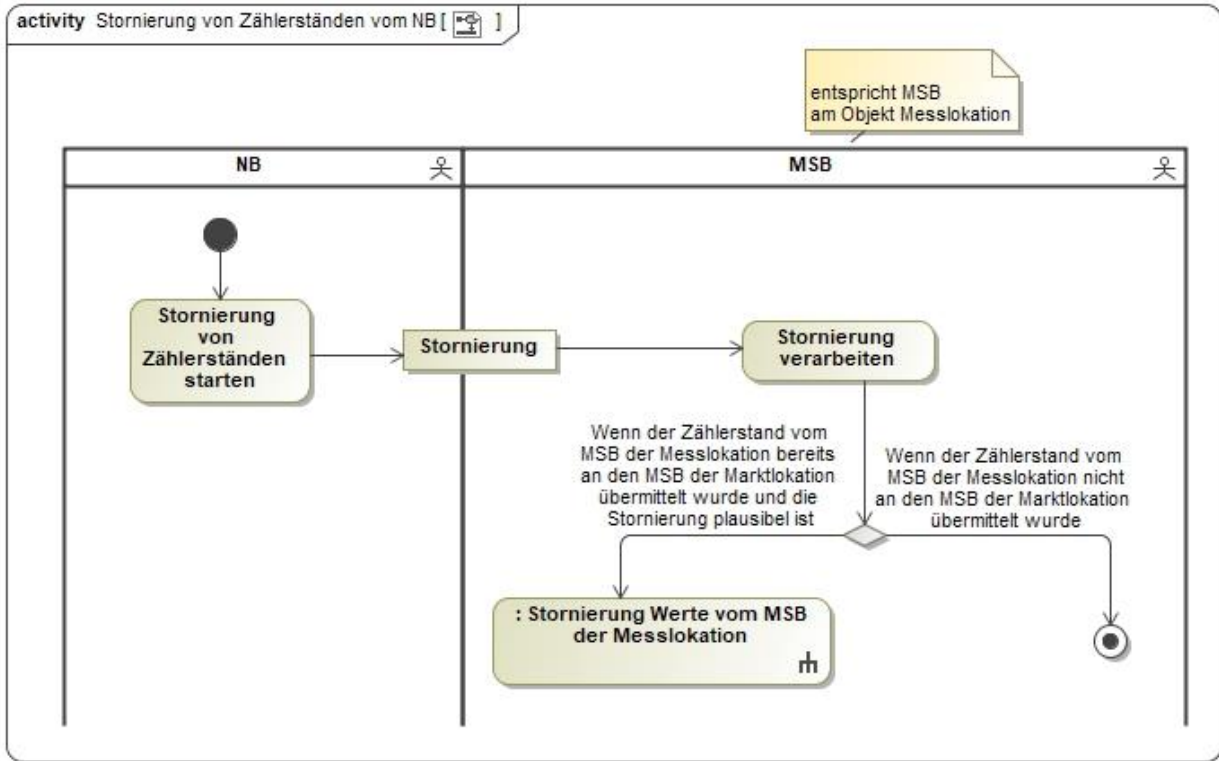 activity Stornierung von Zählerständen vom NB [ ]
entspricht MSB
am Objekt Messlokation
NB
MSB
Stornierung
von
Zählerständen
starten
Stornierung
Stornierung
verarbeiten
Wenn der Zählerstand vom
MSB der Messlokation bereits
an den MSB der Marktlokation
übermittelt wurde und die
Stornierung plausibel ist
Wenn der Zählerstand vom
MSB der Messlokation nicht
an den MSB der Marktlokation
übermittelt wurde
: Stornierung Werte vom MSB
der Messlokation